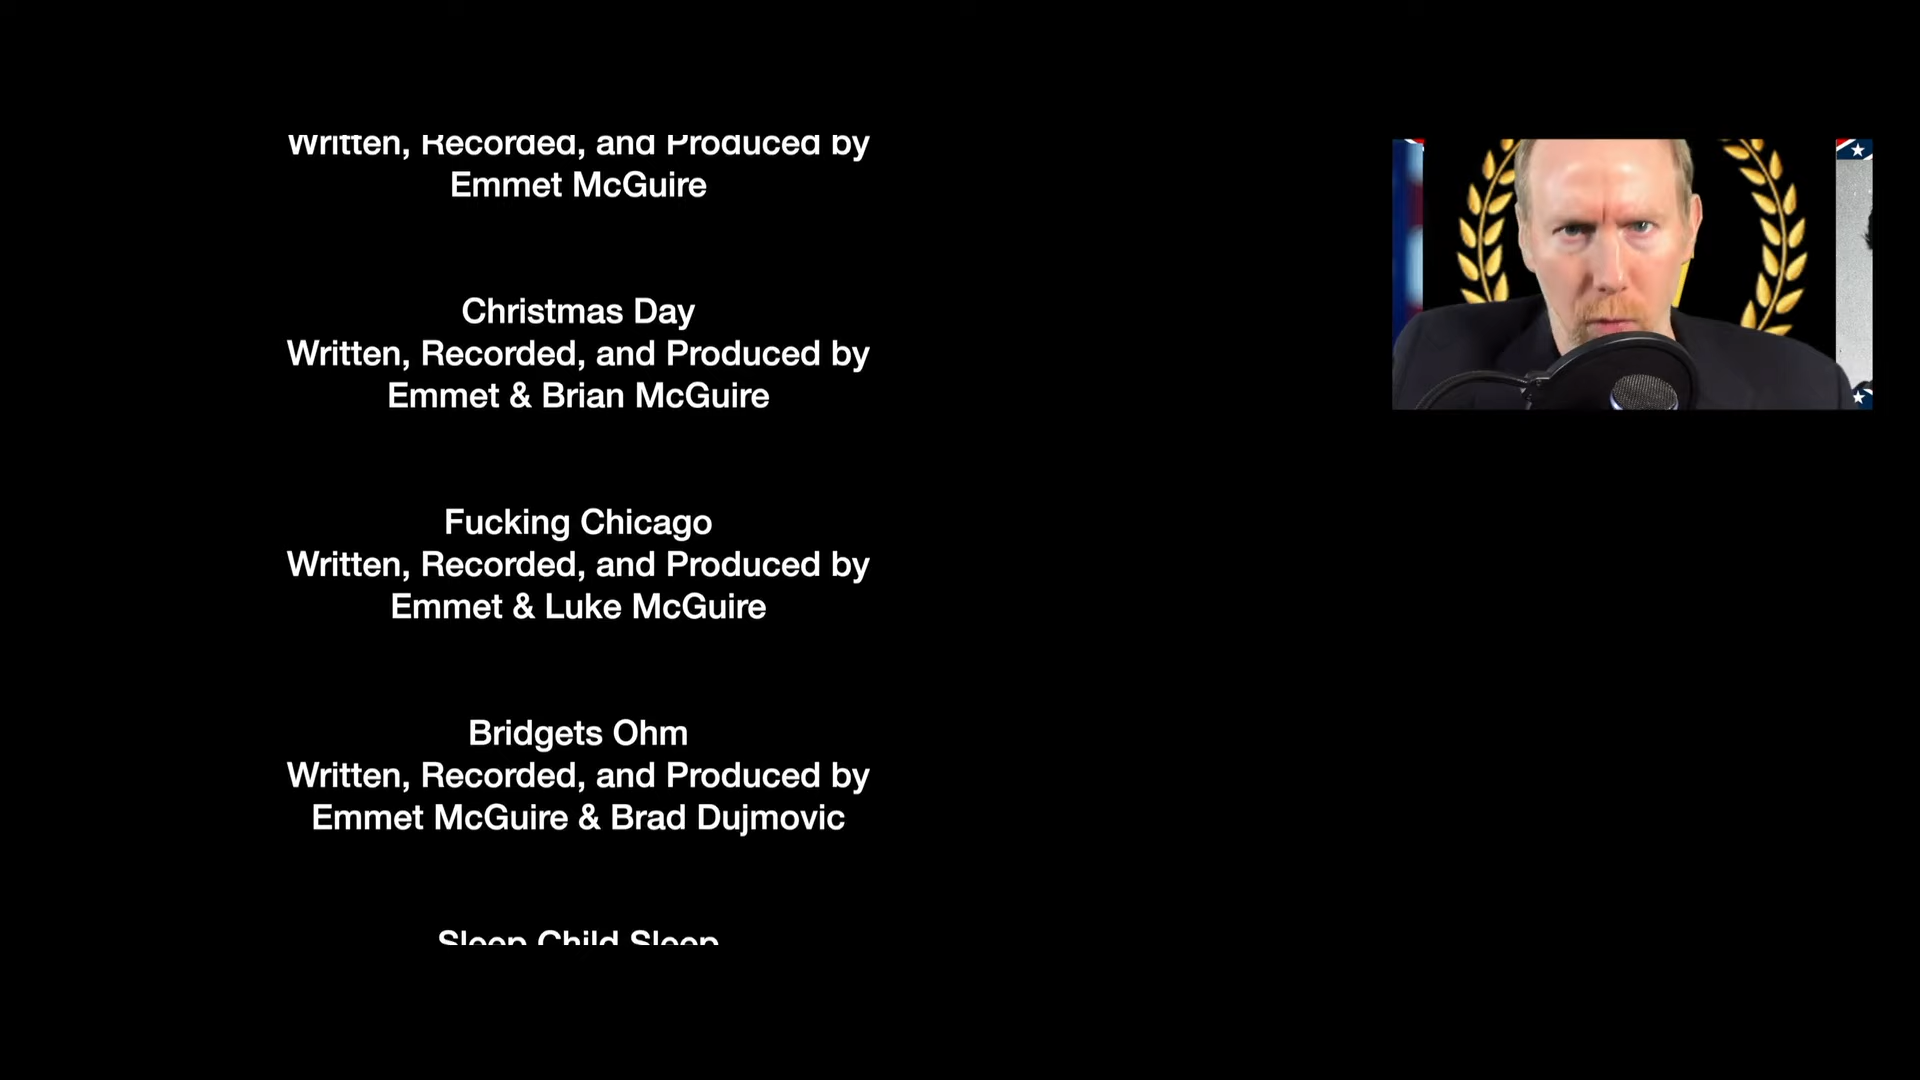 Written, Recorded, and Produced by
Emmet McGuire
Christmas Day
Written, Recorded, and Produced by
Emmet & Brian McGuire
Fucking Chicago
Written, Recorded, and Produced by
Emmet & Luke McGuire
Bridgets Ohm
Written, Recorded, and Produced by
Emmet McGuire & Brad Dujmovic
Sleep Child Sleep